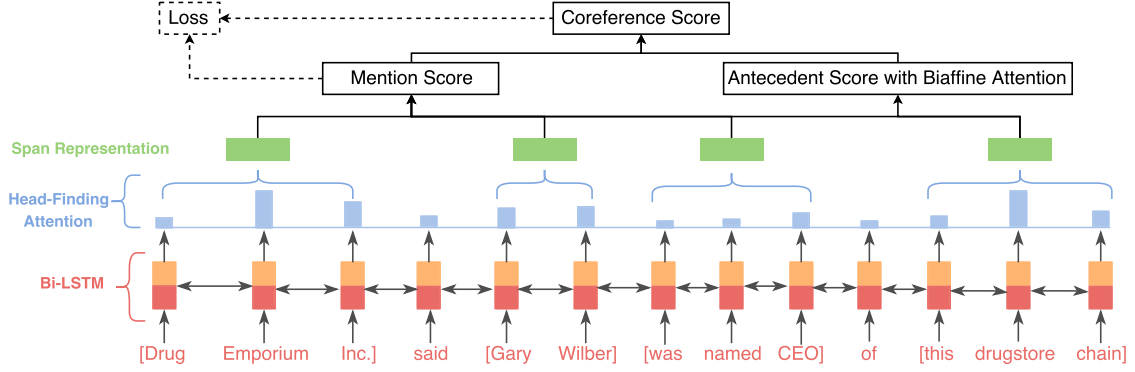 Loss
Coreference Score
Mention Score
Antecedent Score with Biaffine Attention
Span Representation
Head-Finding
Attention
Bi-LSTM
[Drug Emporium Inc.] said [Gary Wilber] [was named CEO] of [this drugstore chain]